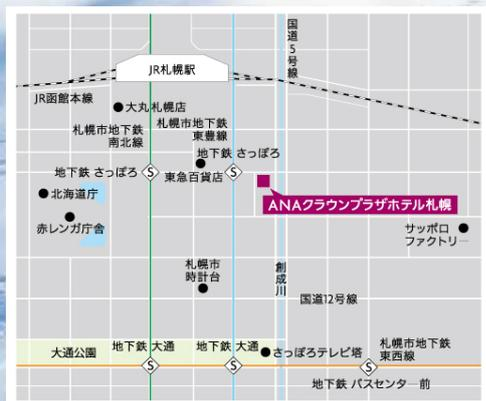 国道5号線
JR札幌駅
JR函館本線
大丸札幌店
札幌市地下鉄
南北線
札幌市地下鉄
東豊線
地下鉄 さっぽろ
地下鉄 さっぽろ
S
東急百貨店
S
北海道庁
ANAクラウンプラザホテル札幌
赤レンガ庁舎
サッポロ
ファクトリー
札幌市
時計台
創成川
国道12号線
大通公園
地下鉄 大通
地下鉄 大通
さっぽろテレビ塔
札幌市地下鉄
東西線
S
S
S
地下鉄 バスセンター前